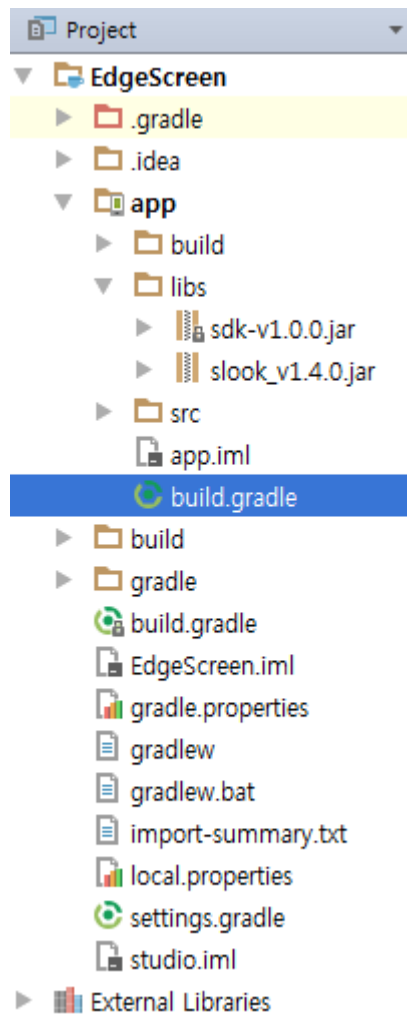 Project
EdgeScreen
.gradle
.idea
app
build
libs
sdk-v1.0.0.jar
slook_v1.4.0.jar
src
app.iml
build.gradle
build
gradle
build.gradle
EdgeScreen.iml
gradle.properties
gradlew
gradlew.bat
import-summary.txt
local.properties
settings.gradle
studio.iml
External Libraries